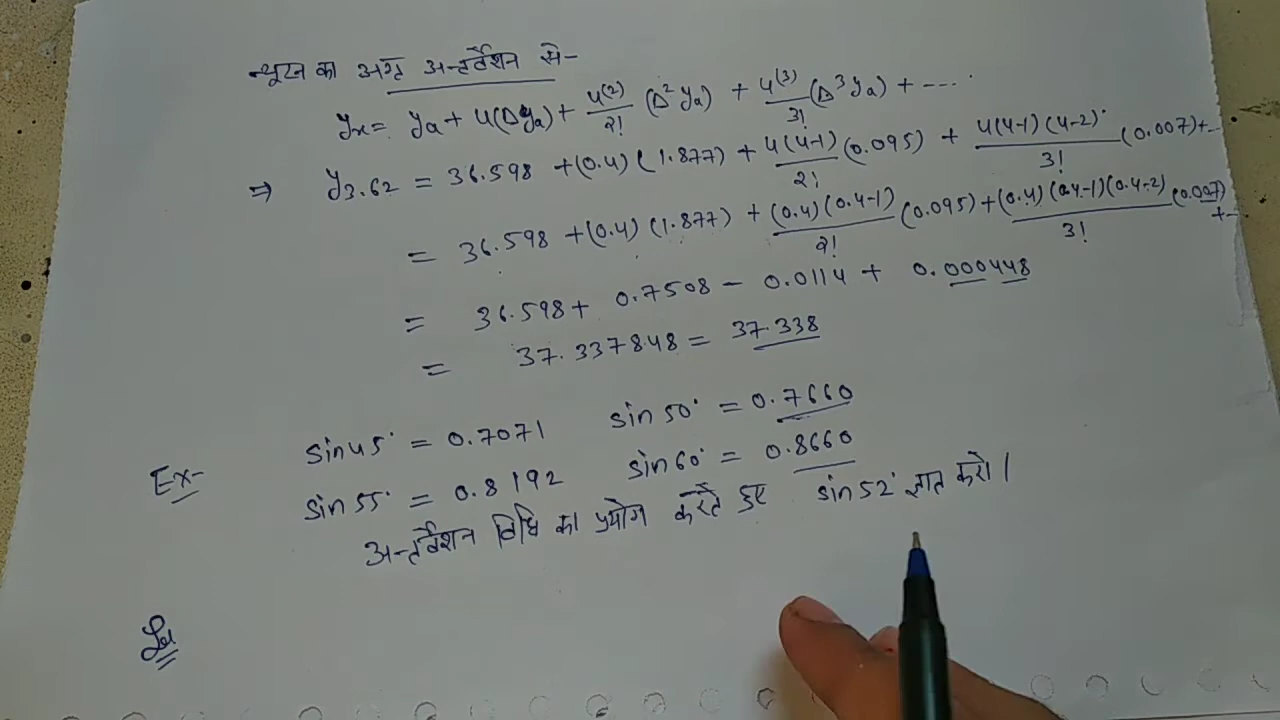 न्यूटन का अग्र अन्तर्वेशन से-
yx = ya + u(Δya) + u(2)/2! (Δ²ya) + u(3)/3! (Δ³ya) + ----.
⇒ y3.62 = 36.598 + (0.4)(1.877) + u(u-1)/2! (0.095) + u(u-1)(u-2)/3! (0.007)+--
= 36.598 + (0.4)(1.877) + (0.4)(0.4-1)/2! (0.095) + (0.4)(0.4-1)(0.4-2)/3! (0.007) +--
= 36.598 + 0.7508 - 0.0114 + 0.000448
= 37.337848 = 37.338
Ex- sin45° = 0.7071 sin50° = 0.7660
sin55° = 0.8192 sin60° = 0.8660
अन्तर्वेशन विधि का प्रयोग करते हुए sin52° ज्ञात करो।